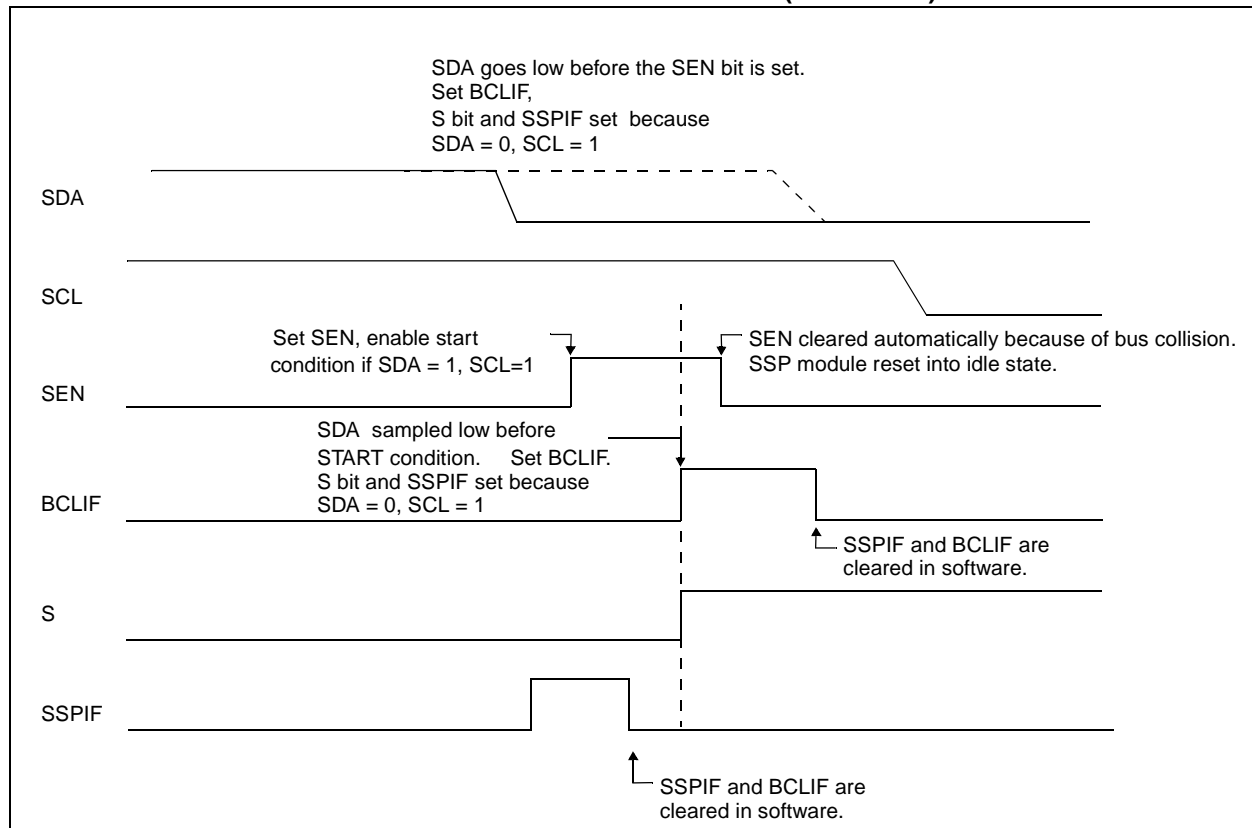 SDA goes low before the SEN bit is set.
Set BCLIF,
S bit and SSPIF set because
SDA = 0, SCL = 1
SDA
SCL
Set SEN, enable start
condition if SDA = 1, SCL=1
SEN cleared automatically because of bus collision.
SSP module reset into idle state.
SEN
SDA sampled low before
START condition. Set BCLIF.
S bit and SSPIF set because
SDA = 0, SCL = 1
BCLIF
SSPIF and BCLIF are
cleared in software.
S
SSPIF
SSPIF and BCLIF are
cleared in software.